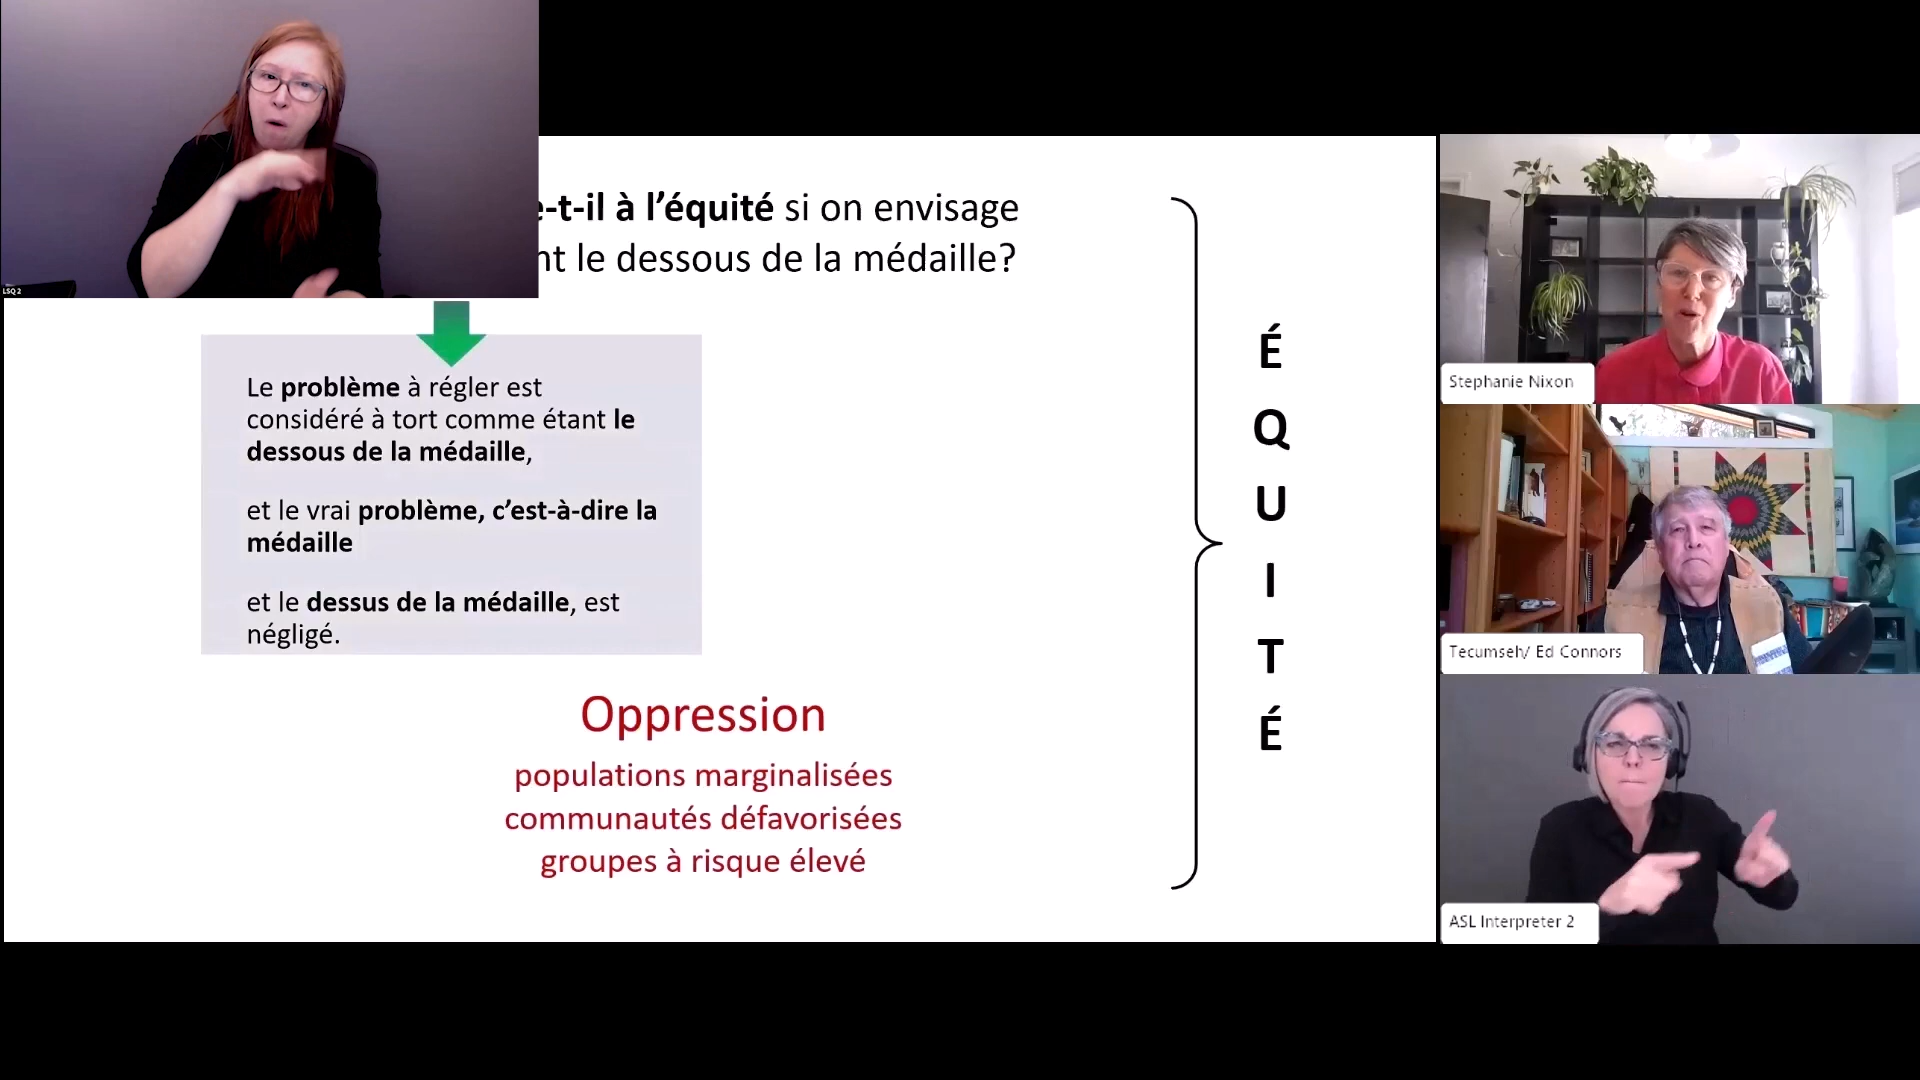 LSQ 2
e-t-il à l’équité si on envisage
nt le dessous de la médaille?
Le problème à régler est
considéré à tort comme étant le
dessous de la médaille,
et le vrai problème, c’est-à-dire la
médaille
et le dessus de la médaille, est
négligé.
Oppression
populations marginalisées
communautés défavorisées
groupes à risque élevé
É
Q
U
I
T
É
Stephanie Nixon
Tecumseh/ Ed Connors
ASL Interpreter 2